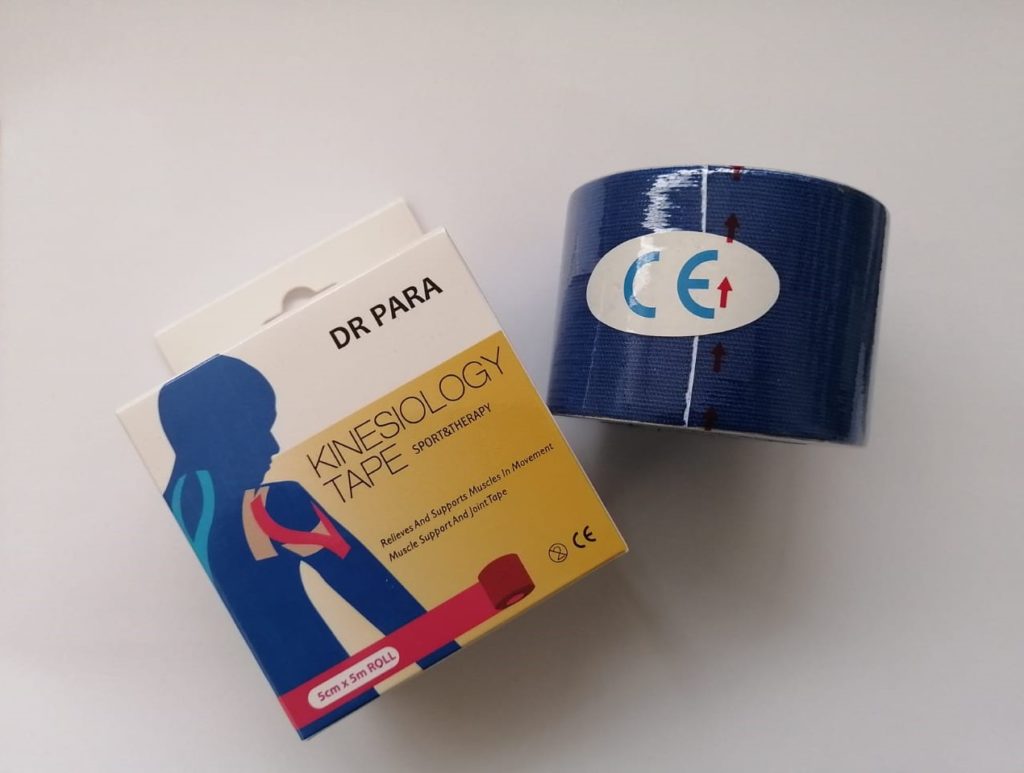 DR PARA
KINESIOLOGY
TAPE SPORT&THERAPY
Relieves And Supports Muscles In Movement
Muscle Support And Joint Tape
CE
5cm x 5m ROLL
CE